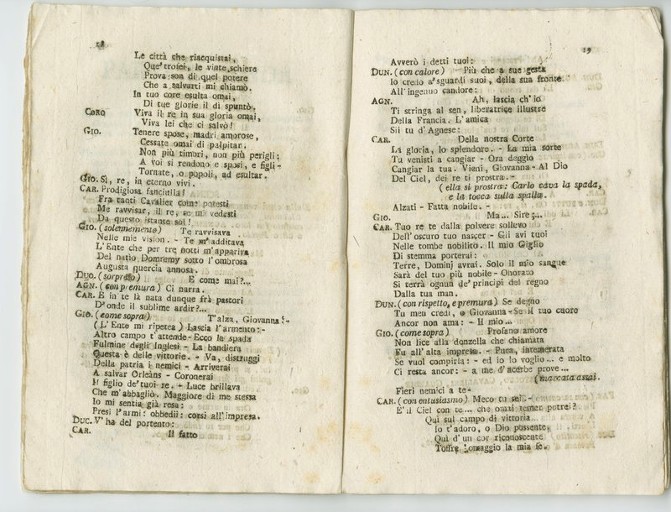 18
Le città che riacquistai,
Que' trofei, le vinte schiere
Prova son di quel potere
Che a salvarti mi chiamò.
In tuo core esulta omai,
Di tue glorie il dì spuntò.
CORO Viva il re in sua gloria omai,
Viva lei che ci salvò!
GIO. Tenere spose, madri amorose,
Cessate omai di palpitar.
Non più timori, non più perigli;
A voi si rendono e sposi, e figli-
Tornate, o popoli, ad esultar.
GIO. Sì, re, in eterno vivi.
CAR. Prodigiosa fanciulla!
Fra tanti Cavalier come potesti
Me ravvisar, il re, se mai vedesti
Da questo istante sol!
GIO. (solennemente) Te ravvisava
Nelle mie vision. - Te m'additava
L'Ente che per tre notti m'appariva
Del natio Domremy sotto l'ombrosa
Augusta quercia annosa.
DUC. (sorpreso) E come mai?...
AGN. (con premura) Ci narra.
CAR. E in te là nata dunque fra pastori
D'onde il sublime ardir?...
GIO. (come sopra) T'alza, Giovanna!-
(L'Ente mi ripetea) Lascia l'armento:-
Altro campo t'attende- Ecco la spada
Fulmine degli Inglesi - La bandiera
Questa è delle vittorie. - Va, distruggi
Della patria i nemici - Arriverai
A salvar Orleans - Coronerai
Il figlio de' tuoi re. - Luce brillava
Che m'abbagliò. Maggiore di me stessa
Io mi sentia già resa:
Presi l'armi: obbedii: corsi all'impresa.
DUC. V'ha del portento:
CAR. Il fatto

19
Avverò i detti tuoi:
DUN. (con calore) Più che a sue gesta
Io credo a' sguardi suoi, della sua fronte
All'ingenuo candore:
AGN. Ah, lascia ch'io
Ti stringa al sen, liberatrice illustre
Della Francia. L'amica
Sii tu d'Agnese:
CAR. Della nostra Corte
La gloria, lo splendore. - La mia sorte
Tu venisti a cangiar - Ora deggio
Cangiar la tua. Vieni, Giovanna - Al Dio
Del Ciel, dei re ti prostra. -
(ella si prostra: Carlo cava la spada,
e la tocca sulla spalla.
Alzati - Fatta nobile. -
GIO. Ma... Sire...
CAR. Tuo re te dalla polvere sollevo
Dell'oscuro tuo nascer - Gli avi tuoi
Nelle tombe nobilito. Il mio Giglio
Di stemma porterai:
Terre, Dominj avrai. Solo il mio sangue
Sarà del tuo più nobile - Onorato
Si terrà ognun de' principi del regno
Dalla tua man.
DUN. (con rispetto, e premura) Se degno
Tu men credi, o Giovanna - Se il tuo cuore
Ancor non ama: - Il mio...
GIO. (come sopra) Profano amore
Non lice alla donzella che chiamata
Fu all'alta impresa. - Pura, intemerata
Se vuol compirla: - ed io lo voglio... e molto
Ci resta ancor: - a me d'acerbe prove...
(marcata assai.
Fieri nemici a te -
CAR. (con entusiasmo) Meco tu sei. -
E il Ciel con te... che omai temer potrei?
Qui sul campo di vittoria
Io t'adoro, o Dio possente,
Qui d'un cor riconoscente
T'offre l'omaggio la mia fè.